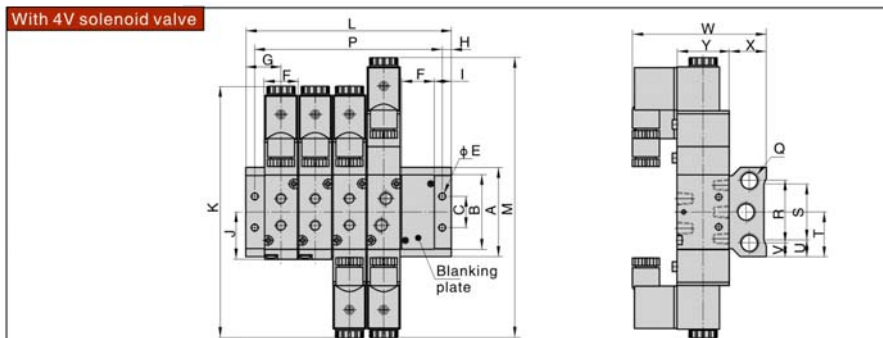 With 4V solenoid valve
L
P
H
G
F
F
I
ϕE
K
J
C
B
A
M
Blanking
plate
W
Y
X
Q
R
S
T
V
U